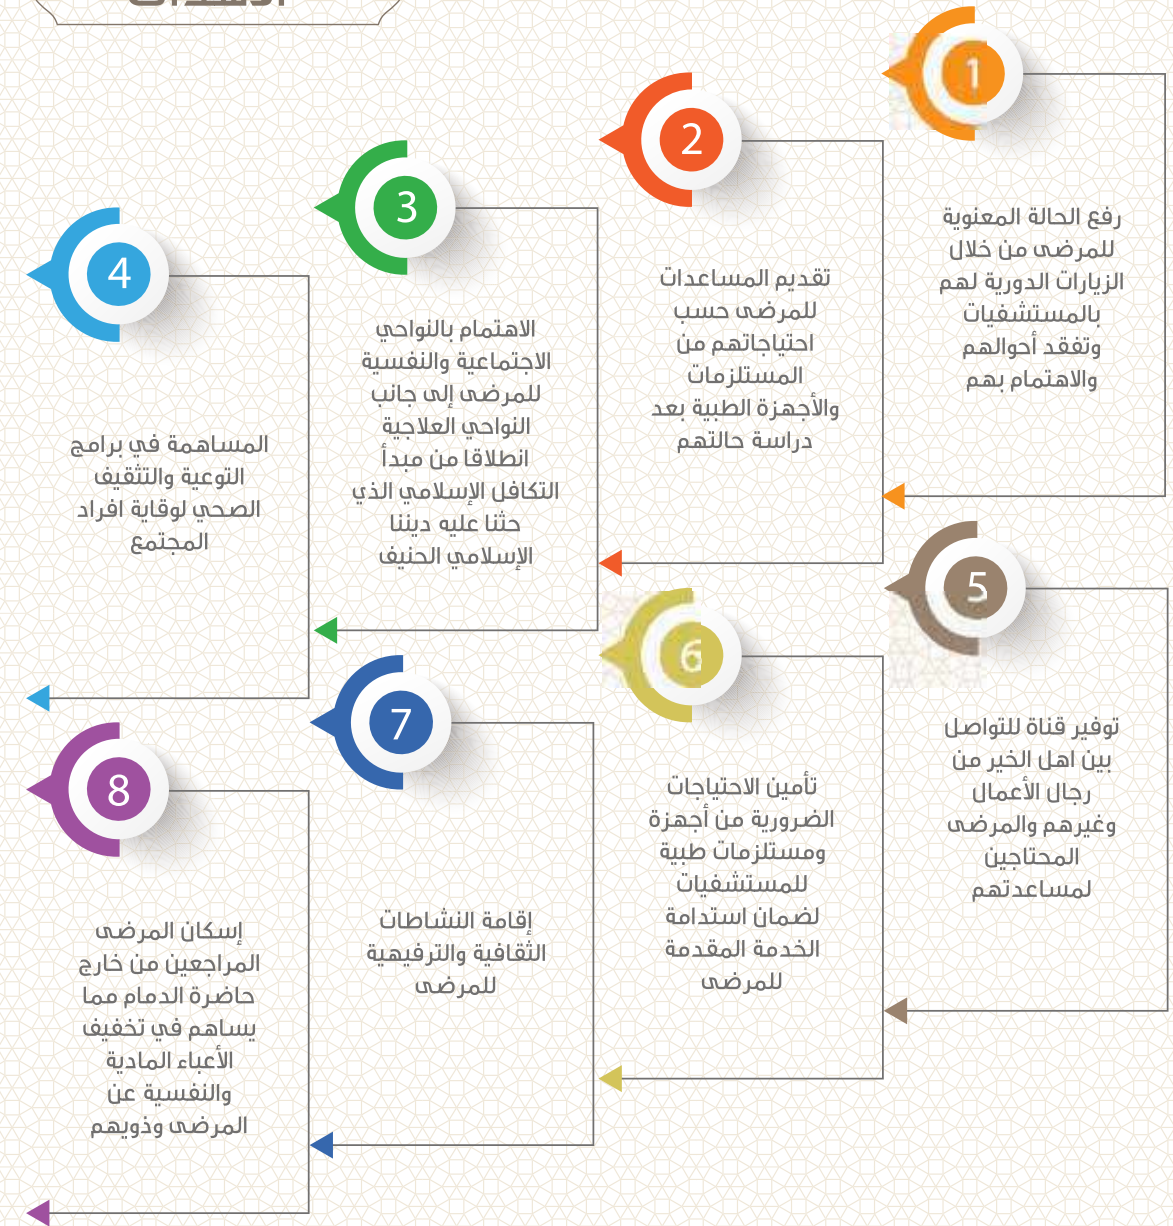 1
رفع الحالة المعنوية
للمرضى من خلال
الزيارات الدورية لهم
بالمستشفيات
وتفقد أحوالهم
والاهتمام بهم
2
تقديم المساعدات
للمرضى حسب
احتياجاتهم من
المستلزمات
والأجهزة الطبية بعد
دراسة حالتهم
3
الاهتمام بالنواحي
الاجتماعية والنفسية
للمرضى إلى جانب
النواحي العلاجية
انطلاقا من مبدأ
التكافل الإسلامي الذي
حثنا عليه ديننا
الإسلامي الحنيف
4
المساهمة في برامج
التوعية والتثقيف
الصحي لوقاية افراد
المجتمع
5
توفير قناة للتواصل
بين اهل الخير من
رجال الأعمال
وغيرهم والمرضى
المحتاجين
لمساعدتهم
6
تأمين الاحتياجات
الضرورية من أجهزة
ومستلزمات طبية
للمستشفيات
لضمان استدامة
الخدمة المقدمة
للمرضى
7
إقامة النشاطات
الثقافية والترفيهية
للمرضى
8
إسكان المرضى
المراجعين من خارج
حاضرة الدمام مما
يساهم في تخفيف
الأعباء المادية
والنفسية عن
المرضى وذويهم